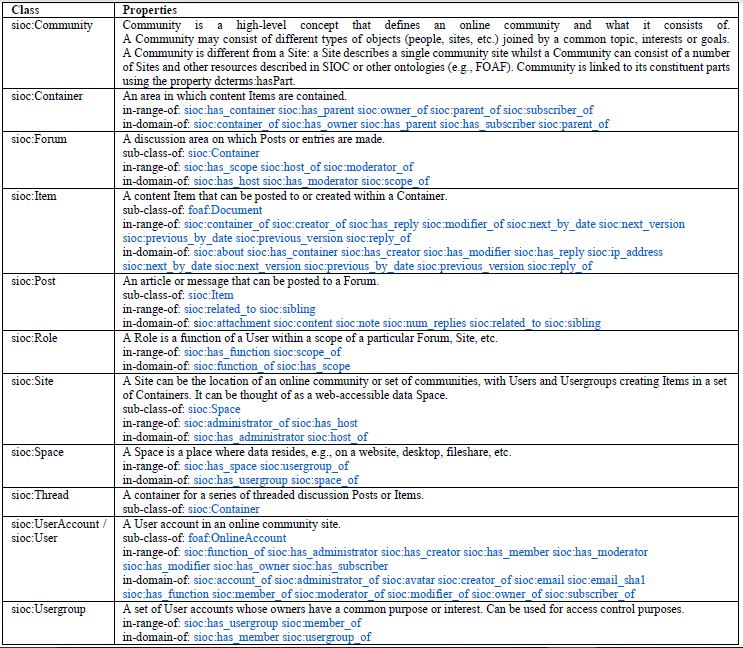 Class Properties
sioc:Community Community is a high-level concept that defines an online community and what it consists of.
A Community may consist of different types of objects (people, sites, etc.) joined by a common topic, interests or goals.
A Community is different from a Site: a Site describes a single community site whilst a Community can consist of a number
of Sites and other resources described in SIOC or other ontologies (e.g., FOAF). Community is linked to its constituent parts
using the property dcterms:hasPart.
sioc:Container An area in which content Items are contained.
in-range-of: sioc:has_container sioc:has_parent sioc:owner_of sioc:parent_of sioc:subscriber_of
in-domain-of: sioc:container_of sioc:has_owner sioc:has_parent sioc:has_subscriber sioc:parent_of
sioc:Forum A discussion area on which Posts or entries are made.
sub-class-of: sioc:Container
in-range-of: sioc:has_scope sioc:host_of sioc:moderator_of
in-domain-of: sioc:has_host sioc:has_moderator sioc:scope_of
sioc:Item A content Item that can be posted to or created within a Container.
sub-class-of: foaf:Document
in-range-of: sioc:container_of sioc:creator_of sioc:has_reply sioc:modifier_of sioc:next_by_date sioc:next_version
sioc:previous_by_date sioc:previous_version sioc:reply_of
in-domain-of: sioc:about sioc:has_container sioc:has_creator sioc:has_modifier sioc:has_reply sioc:ip_address
sioc:next_by_date sioc:next_version sioc:previous_by_date sioc:previous_version sioc:reply_of
sioc:Post An article or message that can be posted to a Forum.
sub-class-of: sioc:Item
in-range-of: sioc:related_to sioc:sibling
in-domain-of: sioc:attachment sioc:content sioc:note sioc:num_replies sioc:related_to sioc:sibling
sioc:Role A Role is a function of a User within a scope of a particular Forum, Site, etc.
in-range-of: sioc:has_function sioc:scope_of
in-domain-of: sioc:function_of sioc:has_scope
sioc:Site A Site can be the location of an online community or set of communities, with Users and Usergroups creating Items in a set
of Containers. It can be thought of as a web-accessible data Space.
sub-class-of: sioc:Space
in-range-of: sioc:administrator_of sioc:has_host
in-domain-of: sioc:has_administrator sioc:host_of
sioc:Space A Space is a place where data resides, e.g., on a website, desktop, fileshare, etc.
in-range-of: sioc:has_space sioc:usergroup_of
in-domain-of: sioc:has_usergroup sioc:space_of
sioc:Thread A container for a series of threaded discussion Posts or Items.
sub-class-of: sioc:Container
sioc:UserAccount / A User account in an online community site.
sioc:User sub-class-of: foaf:OnlineAccount
in-range-of: sioc:function_of sioc:has_administrator sioc:has_creator sioc:has_member sioc:has_moderator
sioc:has_modifier sioc:has_owner sioc:has_subscriber
in-domain-of: sioc:account_of sioc:administrator_of sioc:avatar sioc:creator_of sioc:email sioc:email_sha1
sioc:has_function sioc:member_of sioc:moderator_of sioc:modifier_of sioc:owner_of sioc:subscriber_of
sioc:Usergroup A set of User accounts whose owners have a common purpose or interest. Can be used for access control purposes.
in-range-of: sioc:has_usergroup sioc:member_of
in-domain-of: sioc:has_member sioc:usergroup_of